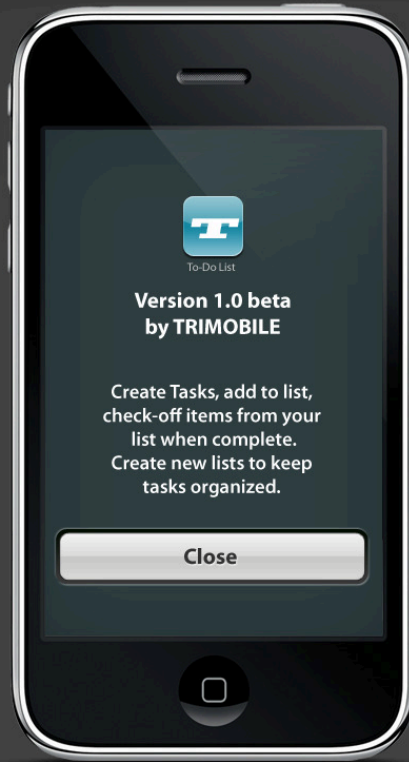 T
To-Do List
Version 1.0 beta
by TRIMOBILE
Create Tasks, add to list,
check-off items from your
list when complete.
Create new lists to keep
tasks organized.
Close